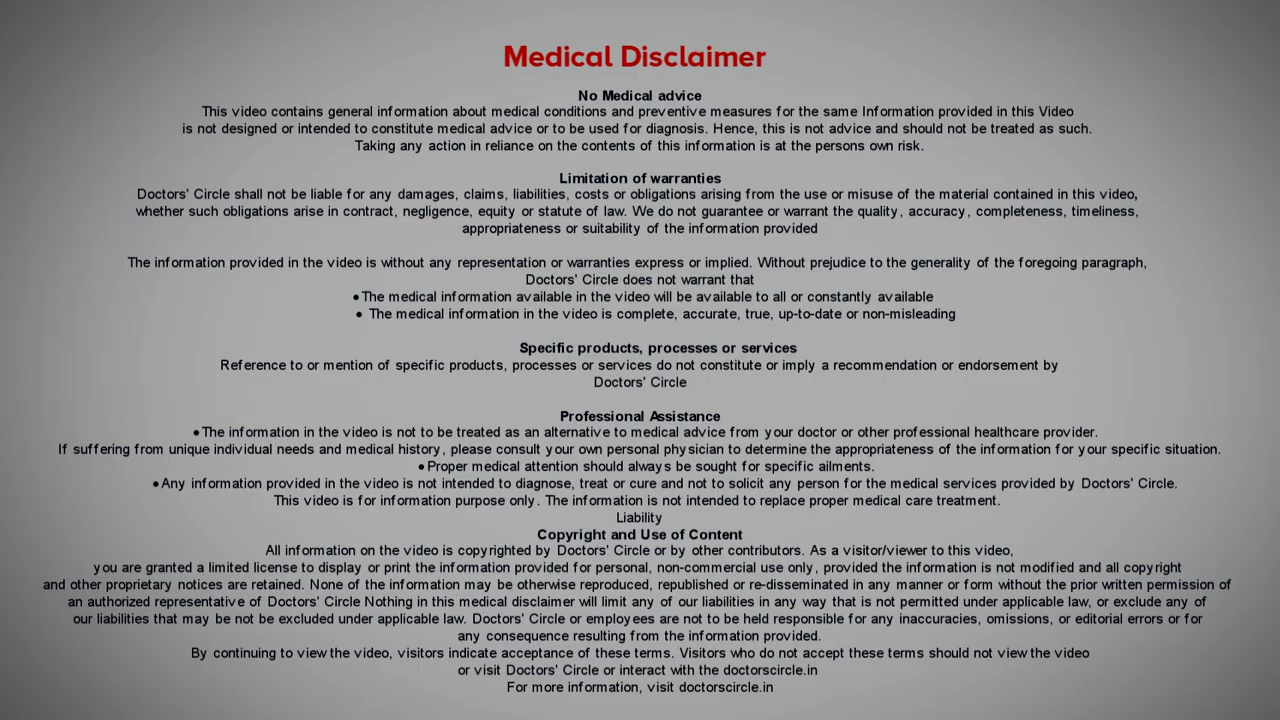 Medical Disclaimer
No Medical advice
This video contains general information about medical conditions and preventive measures for the same Information provided in this Video
is not designed or intended to constitute medical advice or to be used for diagnosis. Hence, this is not advice and should not be treated as such.
Taking any action in reliance on the contents of this information is at the persons own risk.
Limitation of warranties
Doctors' Circle shall not be liable for any damages, claims, liabilities, costs or obligations arising from the use or misuse of the material contained in this video,
whether such obligations arise in contract, negligence, equity or statute of law. We do not guarantee or warrant the quality, accuracy, completeness, timeliness,
appropriateness or suitability of the information provided
The information provided in the video is without any representation or warranties express or implied. Without prejudice to the generality of the foregoing paragraph,
Doctors' Circle does not warrant that
•The medical information available in the video will be available to all or constantly available
• The medical information in the video is complete, accurate, true, up-to-date or non-misleading
Specific products, processes or services
Reference to or mention of specific products, processes or services do not constitute or imply a recommendation or endorsement by
Doctors' Circle
Professional Assistance
•The information in the video is not to be treated as an alternative to medical advice from your doctor or other professional healthcare provider.
If suffering from unique individual needs and medical history, please consult your own personal physician to determine the appropriateness of the information for your specific situation.
•Proper medical attention should always be sought for specific ailments.
•Any information provided in the video is not intended to diagnose, treat or cure and not to solicit any person for the medical services provided by Doctors' Circle.
This video is for information purpose only. The information is not intended to replace proper medical care treatment.
Liability
Copyright and Use of Content
All information on the video is copyrighted by Doctors' Circle or by other contributors. As a visitor/viewer to this video,
you are granted a limited license to display or print the information provided for personal, non-commercial use only, provided the information is not modified and all copyright
and other proprietary notices are retained. None of the information may be otherwise reproduced, republished or re-disseminated in any manner or form without the prior written permission of
an authorized representative of Doctors' Circle Nothing in this medical disclaimer will limit any of our liabilities in any way that is not permitted under applicable law, or exclude any of
our liabilities that may be not be excluded under applicable law. Doctors' Circle or employees are not to be held responsible for any inaccuracies, omissions, or editorial errors or for
any consequence resulting from the information provided.
By continuing to view the video, visitors indicate acceptance of these terms. Visitors who do not accept these terms should not view the video
or visit Doctors' Circle or interact with the doctorscircle.in
For more information, visit doctorscircle.in